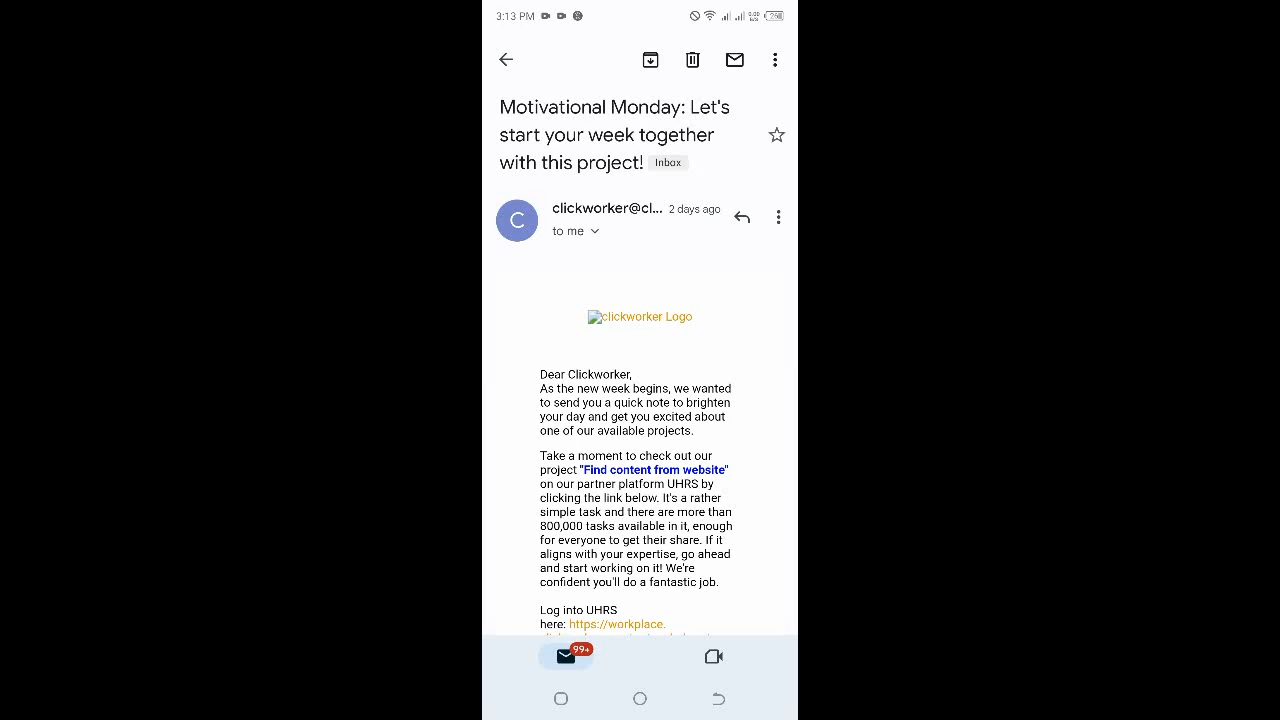 3:13 PM
Motivational Monday: Let's
start your week together
with this project! Inbox
C
clickworker@cl... 2 days ago
to me
clickworker Logo
Dear Clickworker,
As the new week begins, we wanted
to send you a quick note to brighten
your day and get you excited about
one of our available projects.
Take a moment to check out our
project "Find content from website"
on our partner platform UHRS by
clicking the link below. It's a rather
simple task and there are more than
800,000 tasks available in it, enough
for everyone to get their share. If it
aligns with your expertise, go ahead
and start working on it! We're
confident you'll do a fantastic job.
Log into UHRS
here: https://workplace.
99+